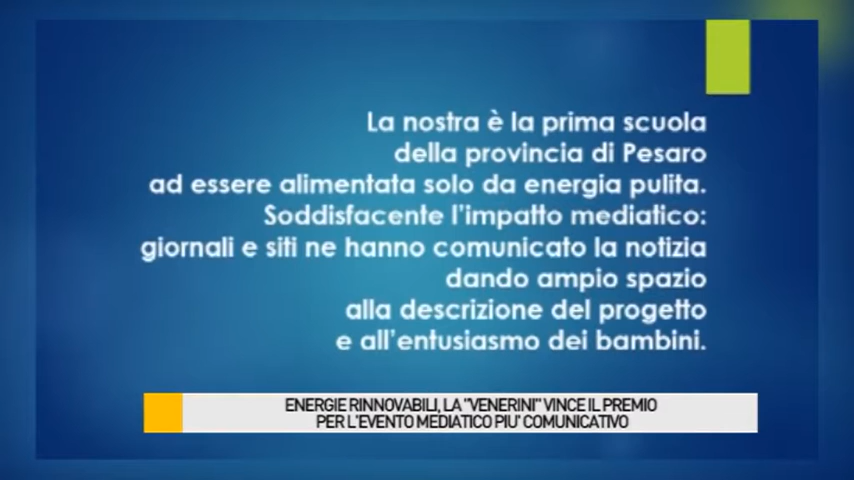 La nostra è la prima scuola
della provincia di Pesaro
ad essere alimentata solo da energia pulita.
Soddisfacente l'impatto mediatico:
giornali e siti ne hanno comunicato la notizia
dando ampio spazio
alla descrizione del progetto
e all'entusiasmo dei bambini.
ENERGIE RINNOVABILI, LA "VENERINI" VINCE IL PREMIO
PER L'EVENTO MEDIATICO PIU' COMUNICATIVO